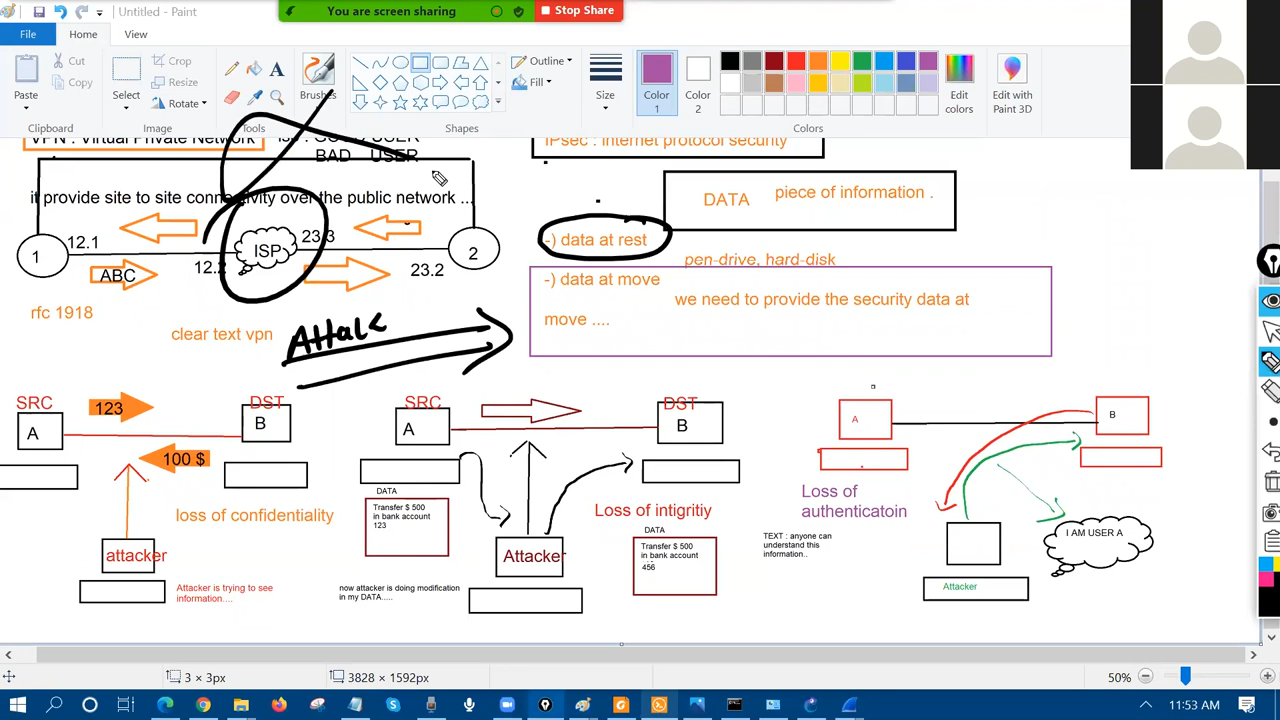 Untitled - Paint
You are screen sharing
Stop Share
File
Home
View
Paste
Cut
Copy
Clipboard
Select
Crop
Resize
Rotate
Image
A
Tools
Brushes
Outline
Fill
Shapes
Size
Color
1
Color
2
Edit
colors
Edit with
Paint 3D
Colors
VPN : Virtual Private Network
USER
BAD USER
IPsec : internet protocol security
it provide site to site connectivity over the public network ...
DATA
piece of information .
1
12.1
ISP
23.3
2
ABC
12.2
23.2
-) data at rest
pen-drive, hard-disk
-) data at move
we need to provide the security data at
move ....
rfc 1918
clear text vpn
Attak
SRC
123
DST
A
B
100 $
loss of confidentiality
attacker
Attacker is trying to see
information....
SRC
DST
A
B
DATA
Transfer $ 500
in bank account
123
Loss of intigritiy
DATA
Transfer $ 500
in bank account
456
Attacker
now attacker is doing modification
in my DATA.....
A
B
Loss of
authenticatoin
TEXT : anyone can
understand this
information..
I AM USER A
Attacker
3 × 3px
3828 × 1592px
50%
11:53 AM